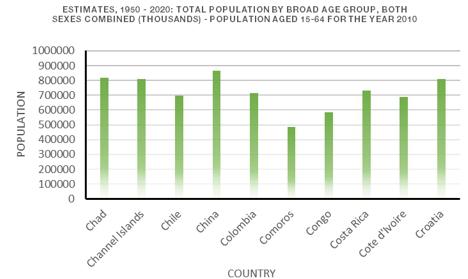 ESTIMATES, 1950 - 2020: TOTAL POPULATION BY BROAD AGE GROUP, BOTH
SEXES COMBINED (THOUSANDS) - POPULATION AGED 15-64 FOR THE YEAR 2010
1000000
900000
800000
700000
600000
500000
400000
300000
200000
100000
0
POPULATION
Chad
Channel Islands
Chile
China
Colombia
Comoros
Congo
Costa Rica
Cote d'Ivoire
Croatia
COUNTRY